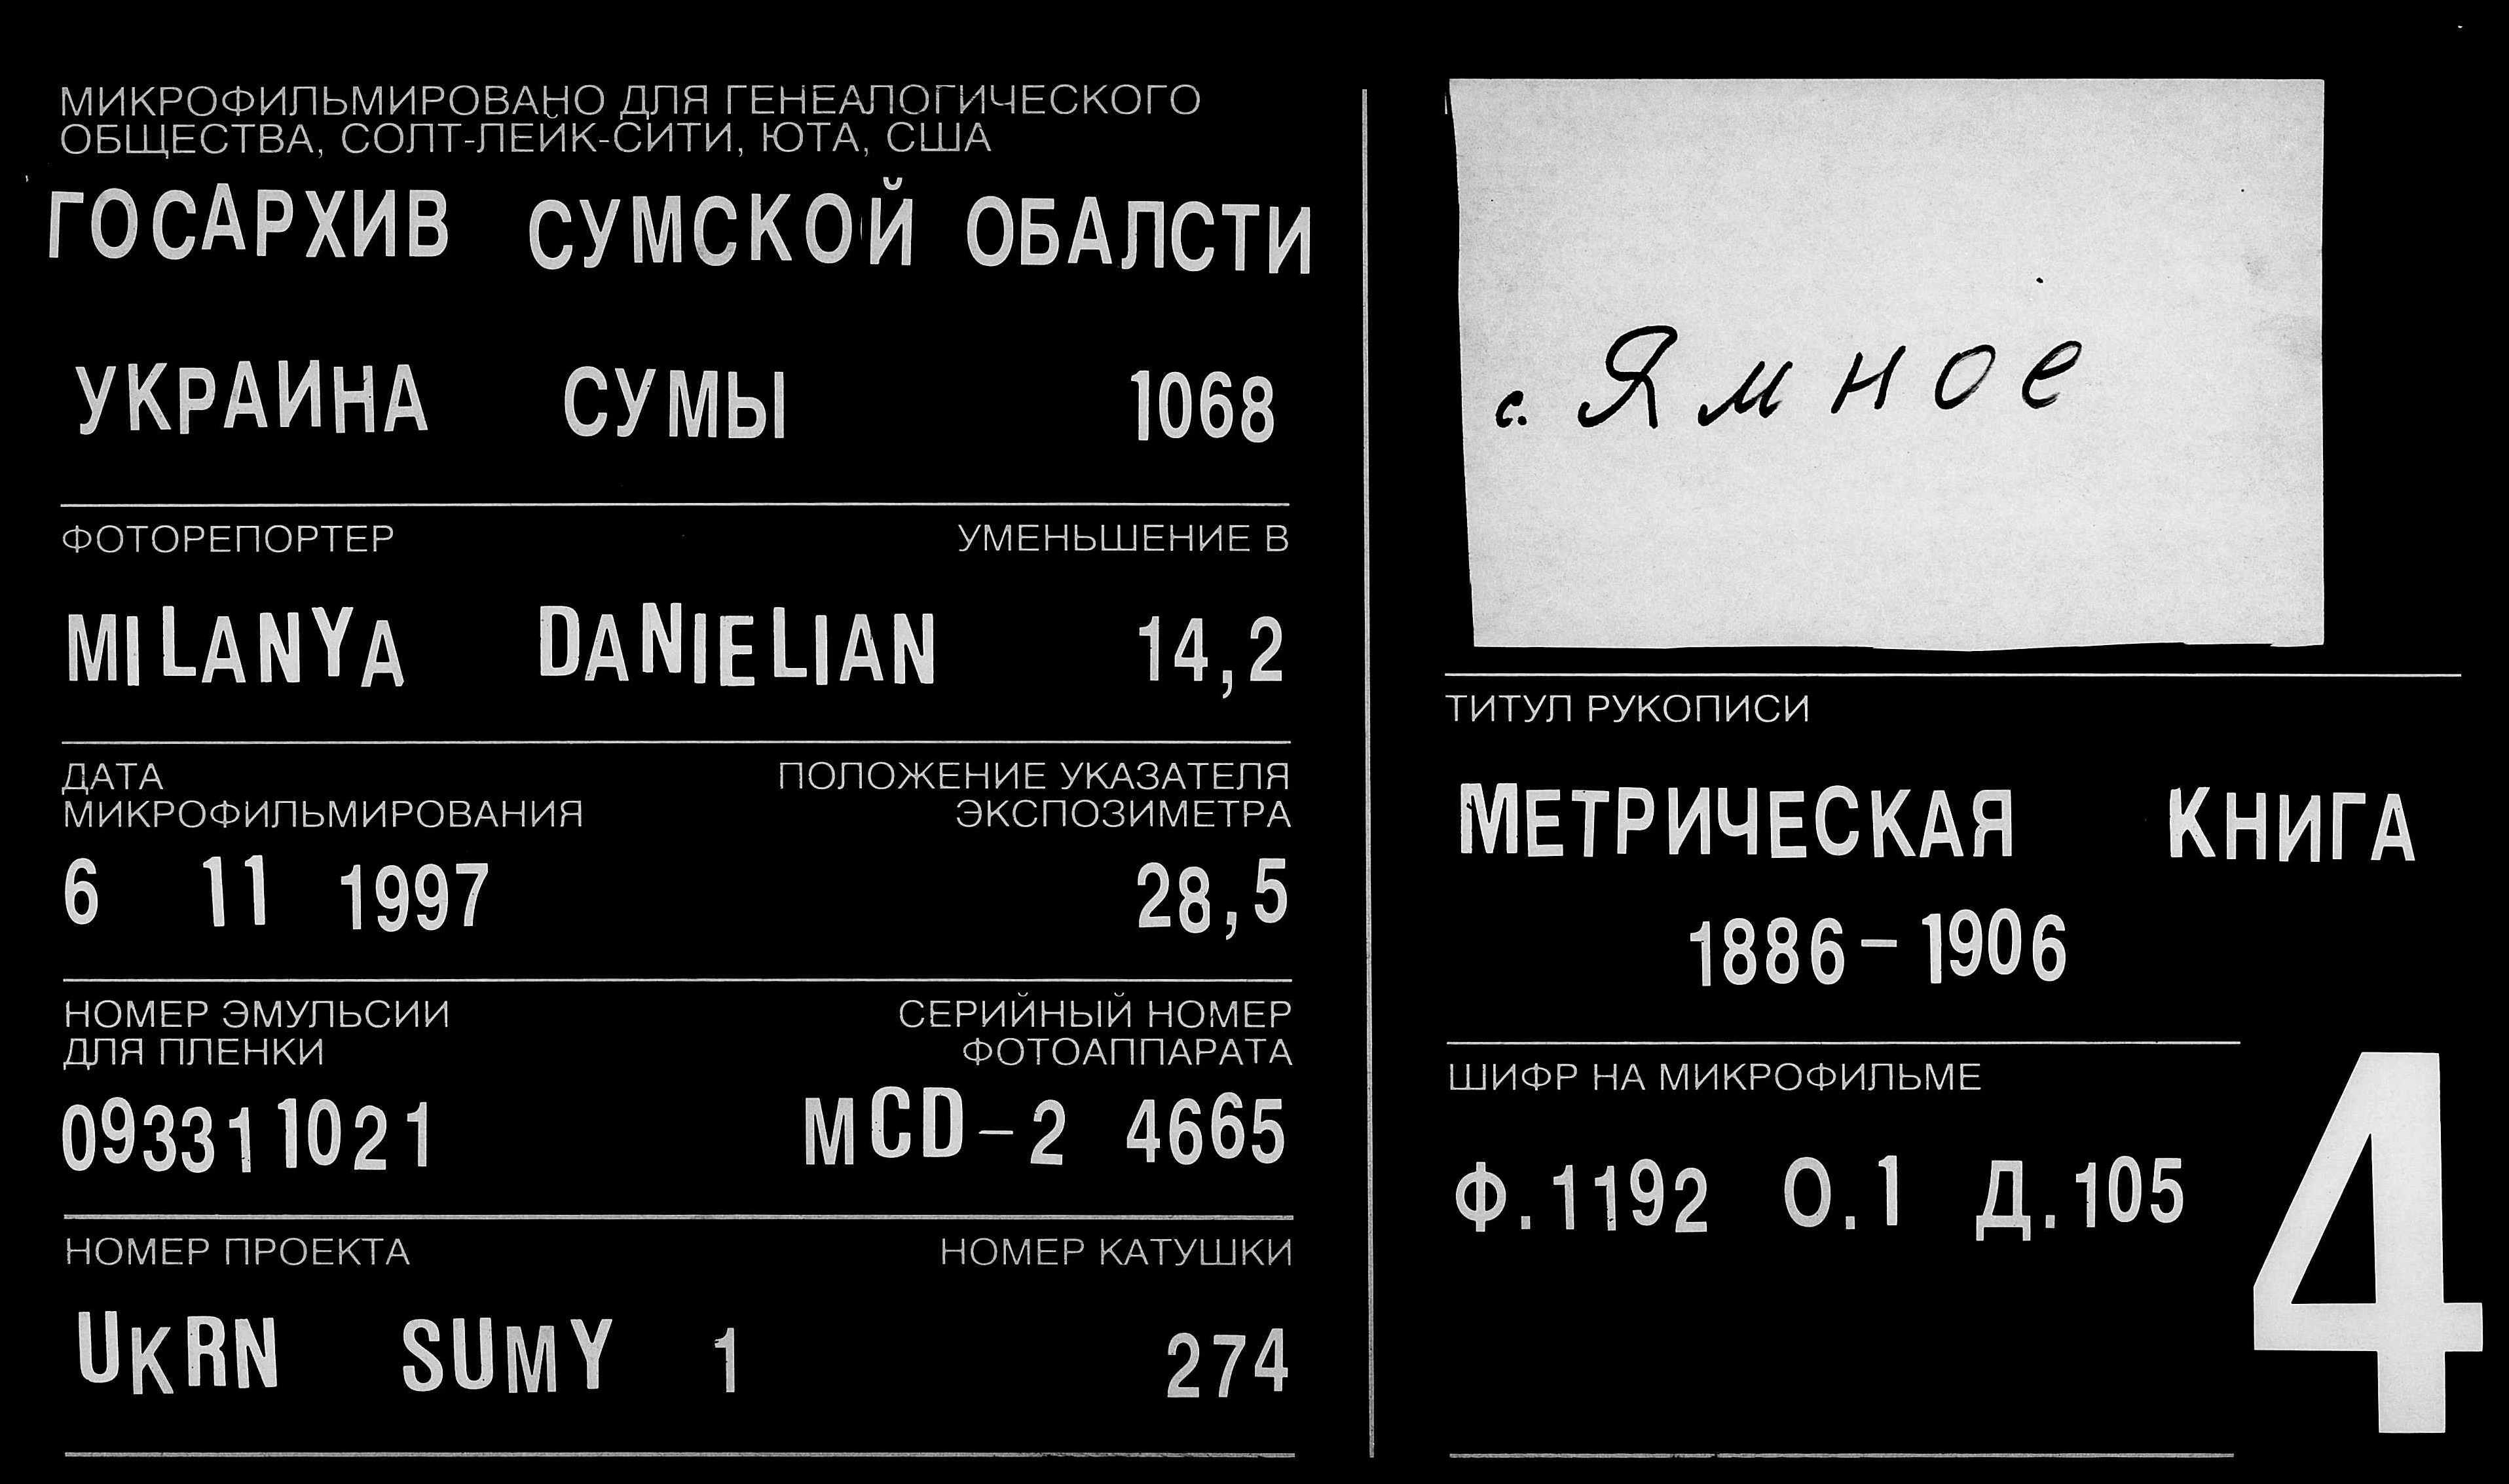 МИКРОФИЛЬМИРОВАНО ДЛЯ ГЕНЕАЛОГИЧЕСКОГО
ОБЩЕСТВА, СОЛТ-ЛЕЙК-СИТИ, ЮТА, США
ГОСАРХИВ СУМСКОЙ ОБАЛСТИ
УКРАИНА СУМЫ 1068
ФОТОРЕПОРТЕР УМЕНЬШЕНИЕ В
MILANYA DANIELIAN 14,2
ДАТА ПОЛОЖЕНИЕ УКАЗАТЕЛЯ
МИКРОФИЛЬМИРОВАНИЯ ЭКСПОЗИМЕТРА
6 11 1997 28,5
НОМЕР ЭМУЛЬСИИ СЕРИЙНЫЙ НОМЕР
ДЛЯ ПЛЕНКИ ФОТОАППАРАТА
093311021 MCD-2 4665
НОМЕР ПРОЕКТА НОМЕР КАТУШКИ
UKRN SUMY 1 274
с. Ямное
ТИТУЛ РУКОПИСИ
МЕТРИЧЕСКАЯ КНИГА
1886-1906
ШИФР НА МИКРОФИЛЬМЕ
Ф.1192 О.1 Д.105
4